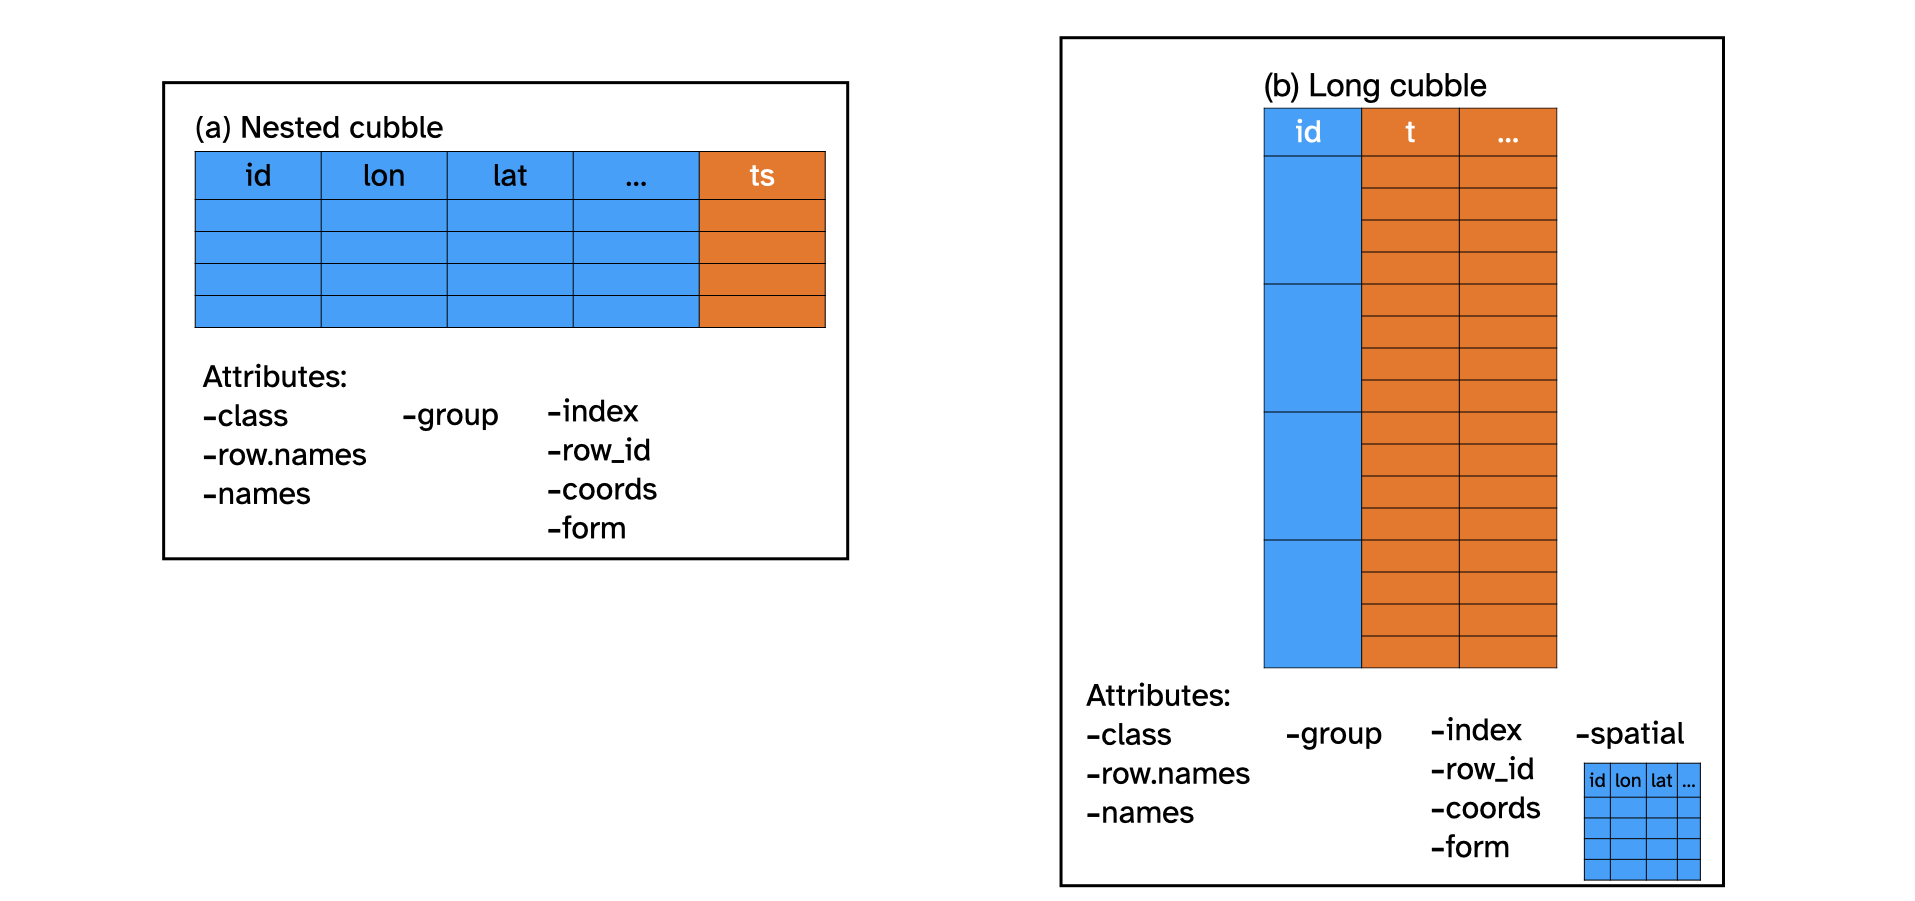 (a) Nested cubble
id lon lat ... ts
Attributes:
-class
-row.names
-names
-group
-index
-row_id
-coords
-form
(b) Long cubble
id t ...
Attributes:
-class
-row.names
-names
-group
-index
-row_id
-coords
-form
-spatial
id lon lat ...